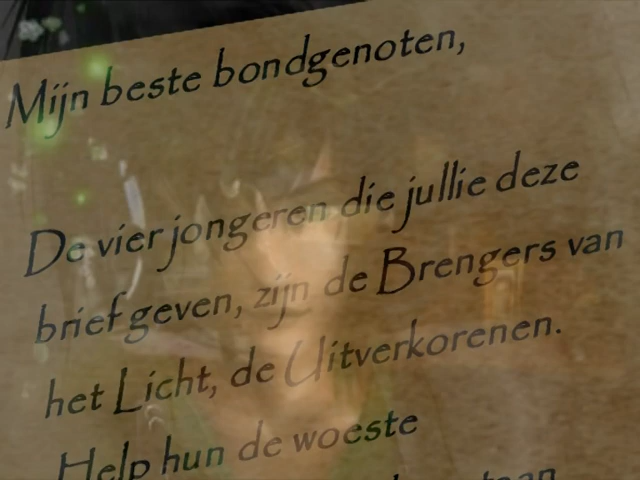 Mijn beste bondgenoten,
De vier jongeren die jullie deze
brief geven, zijn de Brengers van
het Licht, de Uitverkorenen.
Help hun de woeste